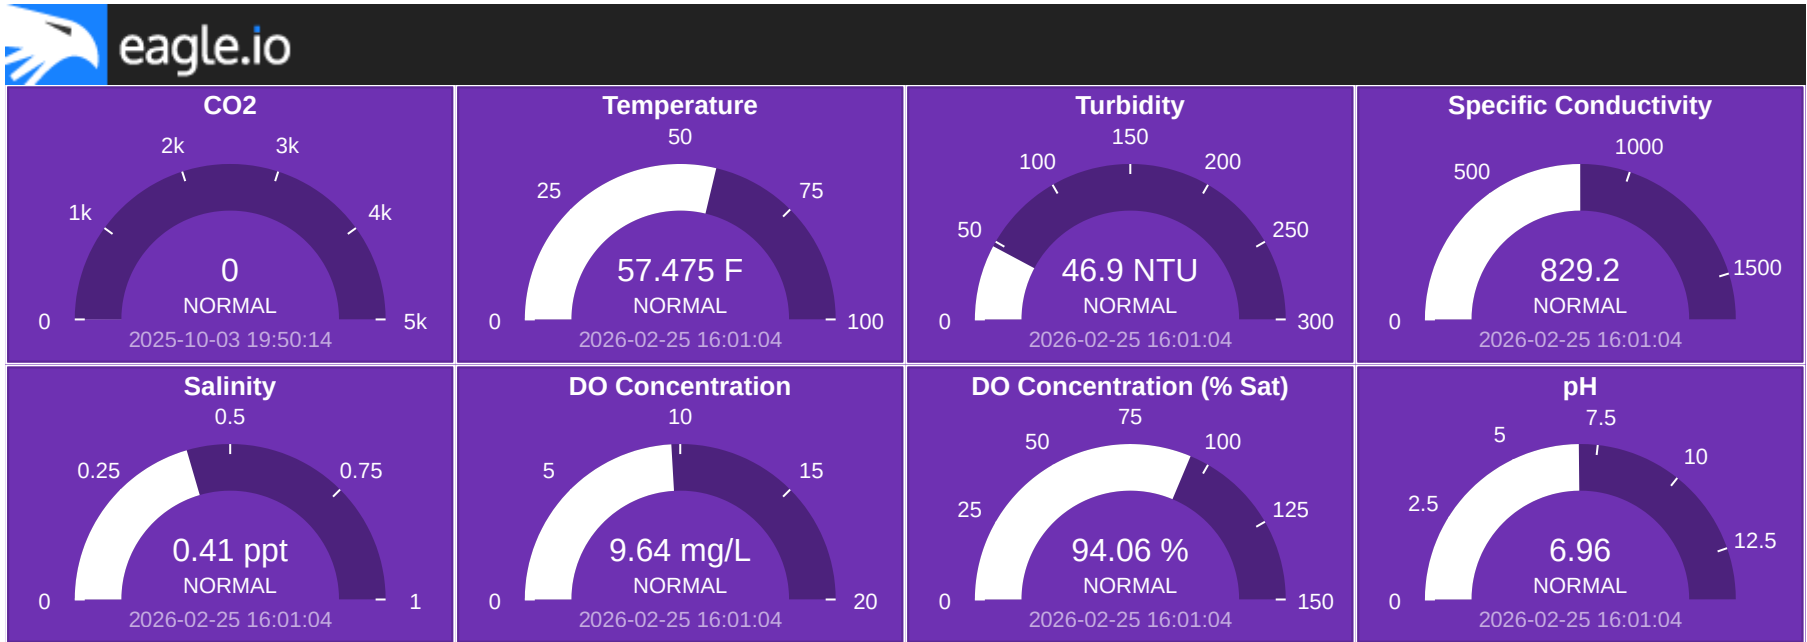 eagle.io
CO2
0
1k
2k
3k
4k
5k
0
NORMAL
2025-10-03 19:50:14
Temperature
0
25
50
75
100
57.475 F
NORMAL
2026-02-25 16:01:04
Turbidity
0
50
100
150
200
250
300
46.9 NTU
NORMAL
2026-02-25 16:01:04
Specific Conductivity
0
500
1000
1500
829.2
NORMAL
2026-02-25 16:01:04
Salinity
0
0.25
0.5
0.75
1
0.41 ppt
NORMAL
2026-02-25 16:01:04
DO Concentration
0
5
10
15
20
9.64 mg/L
NORMAL
2026-02-25 16:01:04
DO Concentration (% Sat)
0
25
50
75
100
125
150
94.06 %
NORMAL
2026-02-25 16:01:04
pH
0
2.5
5
7.5
10
12.5
6.96
NORMAL
2026-02-25 16:01:04